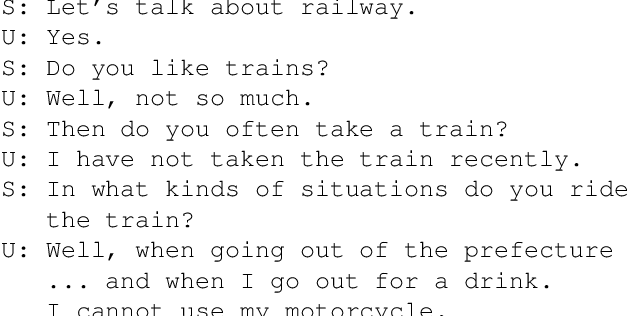 S: Let's talk about railway.
U: Yes.
S: Do you like trains?
U: Well, not so much.
S: Then do you often take a train?
U: I have not taken the train recently.
S: In what kinds of situations do you ride
the train?
U: Well, when going out of the prefecture
... and when I go out for a drink.
I cannot use my motorcycle.